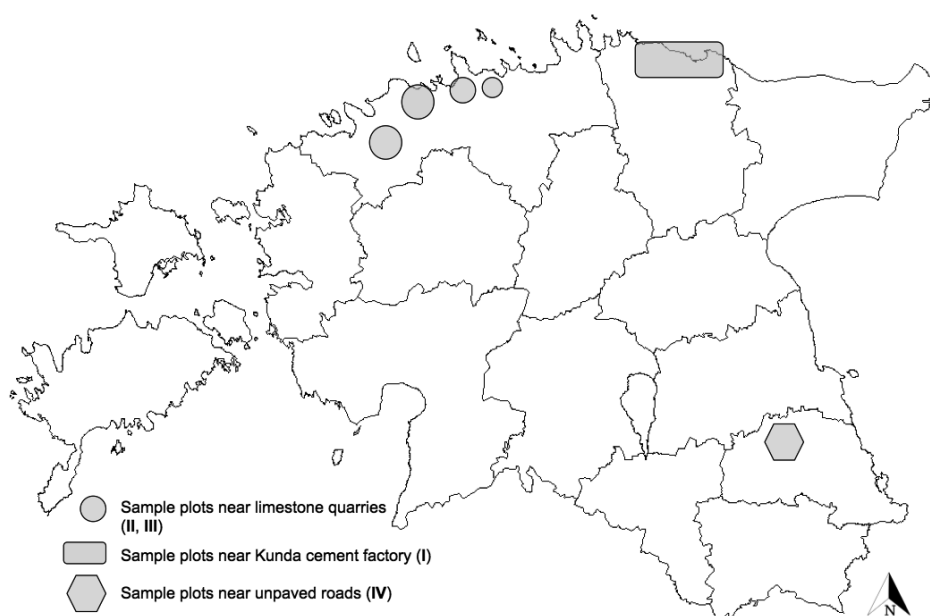 Sample plots near limestone quarries
(II, III)
Sample plots near Kunda cement factory (I)
Sample plots near unpaved roads (IV)
N